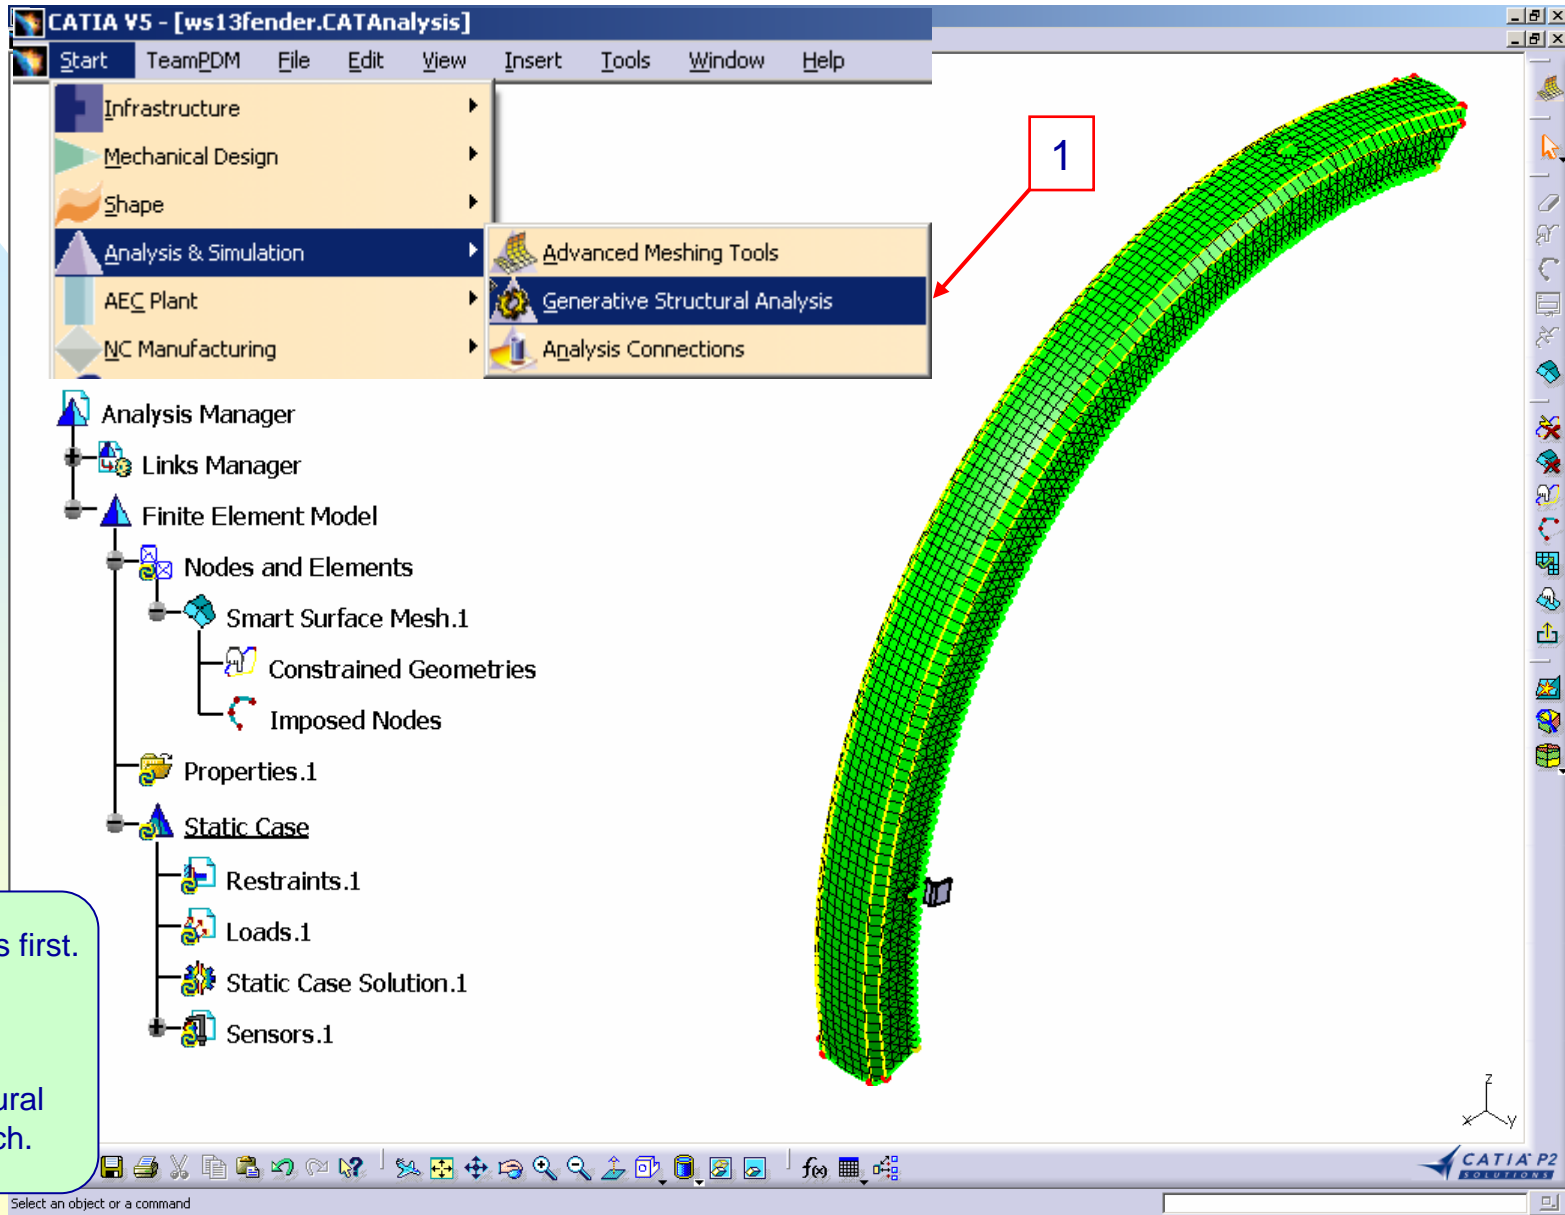 CATIA V5 - [ws13fender.CATAnalysis]
Start TeamPDM File Edit View Insert Tools Window Help
Infrastructure
Mechanical Design
Shape
Analysis & Simulation
AEC Plant
NC Manufacturing
Advanced Meshing Tools
Generative Structural Analysis
Analysis Connections
1
Analysis Manager
Links Manager
Finite Element Model
Nodes and Elements
Smart Surface Mesh.1
Constrained Geometries
Imposed Nodes
Properties.1
Static Case
Restraints.1
Loads.1
Static Case Solution.1
Sensors.1
s first.
ural
ch.
z
x
y
f(x)
CATIA P2
SOLUTIONS
Select an object or a command